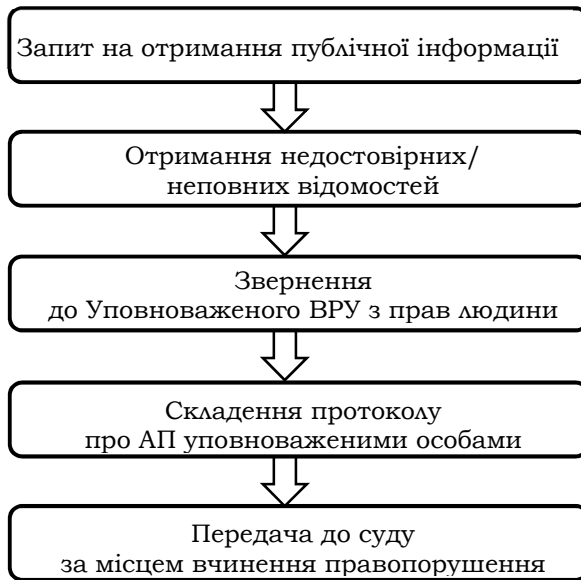 Запит на отримання публічної інформації
Отримання недостовірних/
неповних відомостей
Звернення
до Уповноваженого ВРУ з прав людини
Складення протоколу
про АП уповноваженими особами
Передача до суду
за місцем вчинення правопорушення